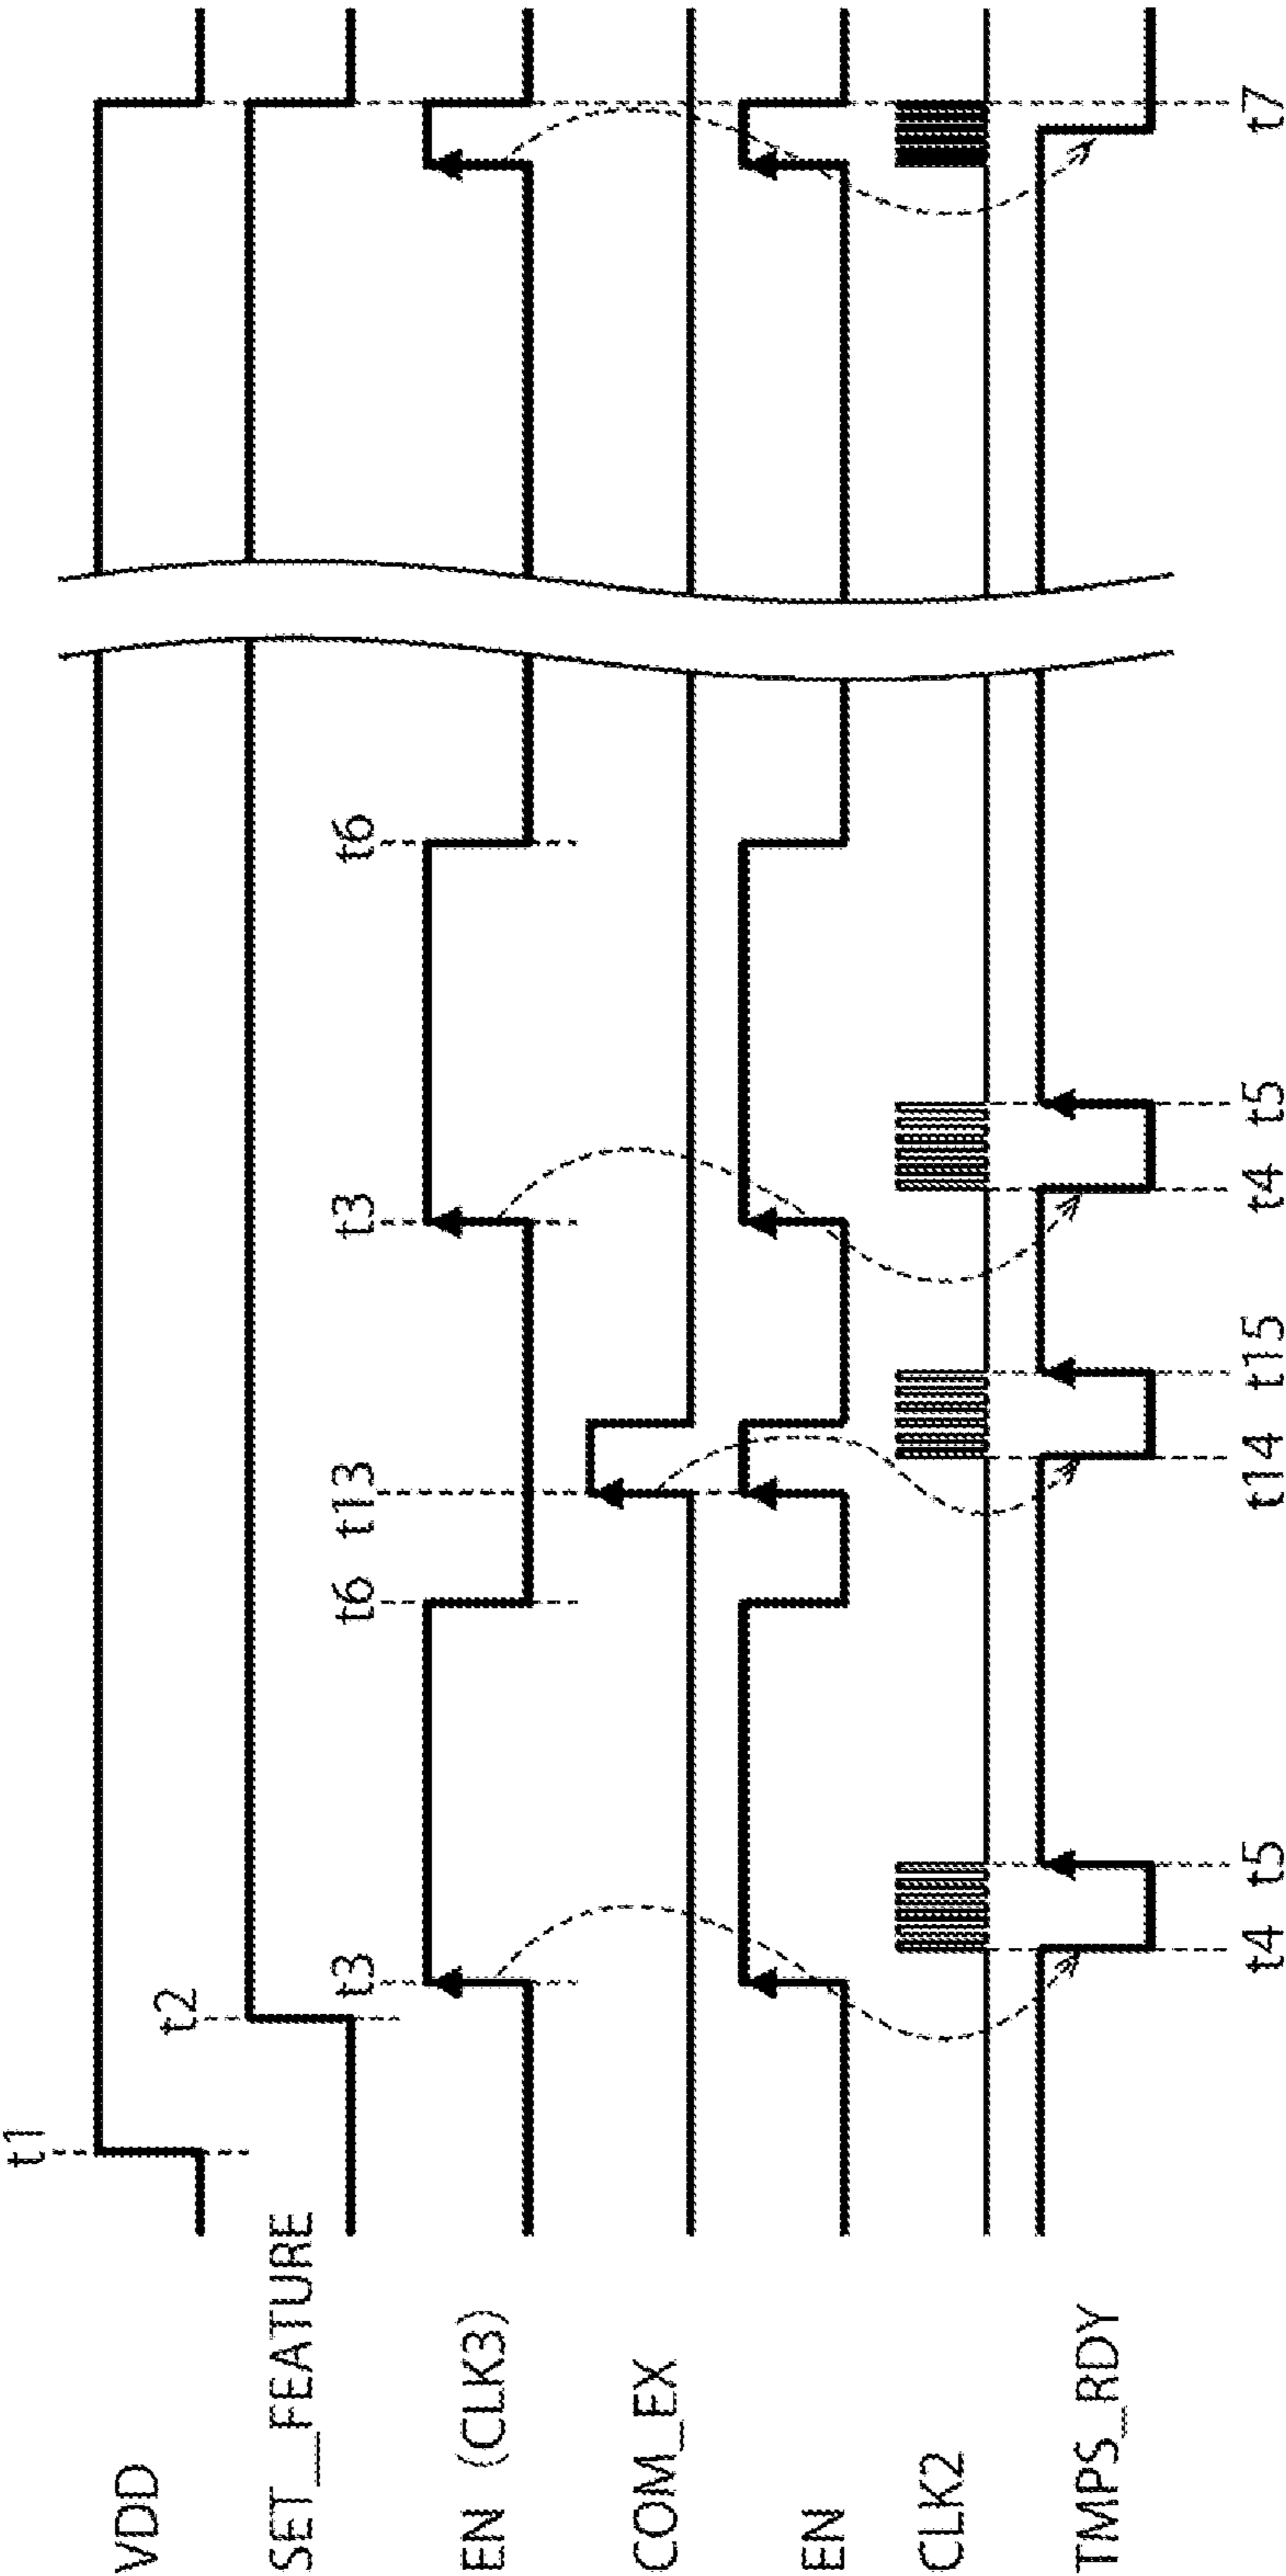 t1
VDD
t2
SET_FEATURE
t3
t6
t13
t3
t6
EN (CLK3)
COM_EX
EN
CLK2
TMPS_RDY
t4
t5
t14
t15
t4
t5
t7